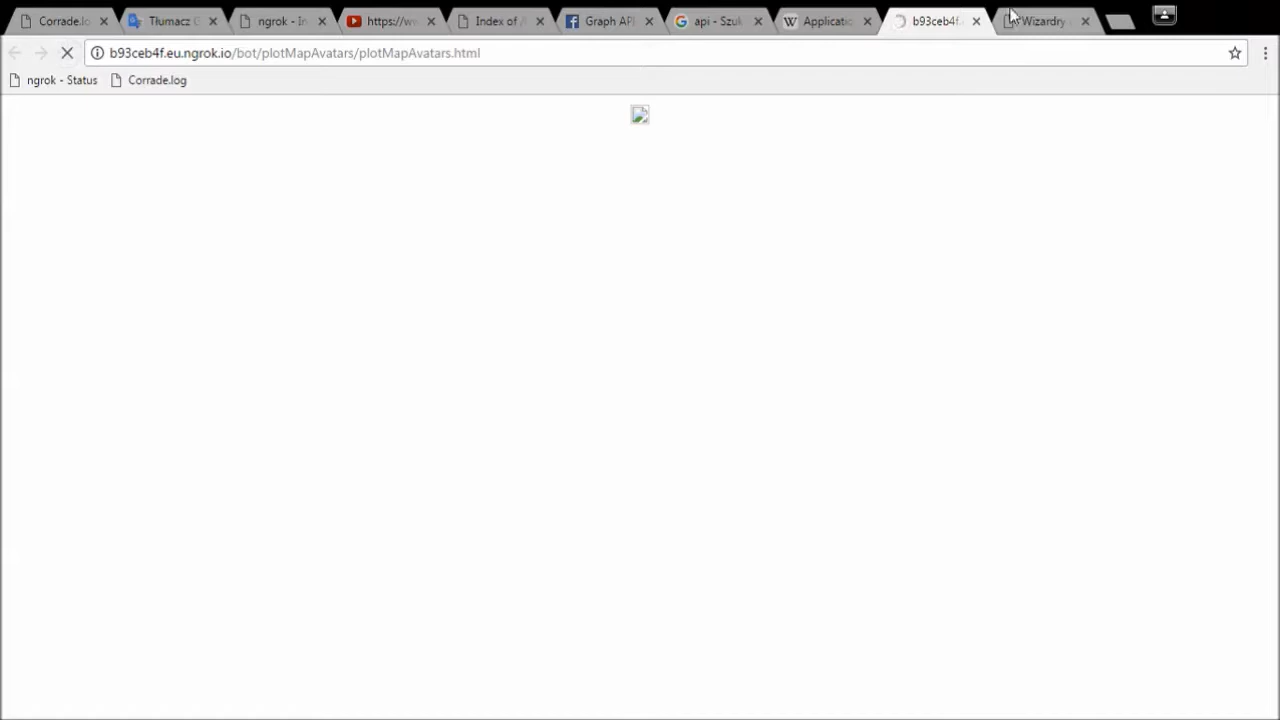 Corrade.lo Tłumacz G ngrok - In https://w Index of / Graph API api - Szuk Applicatio b93ceb4f. Wizardry
b93ceb4f.eu.ngrok.io/bot/plotMapAvatars/plotMapAvatars.html
ngrok - Status Corrade.log